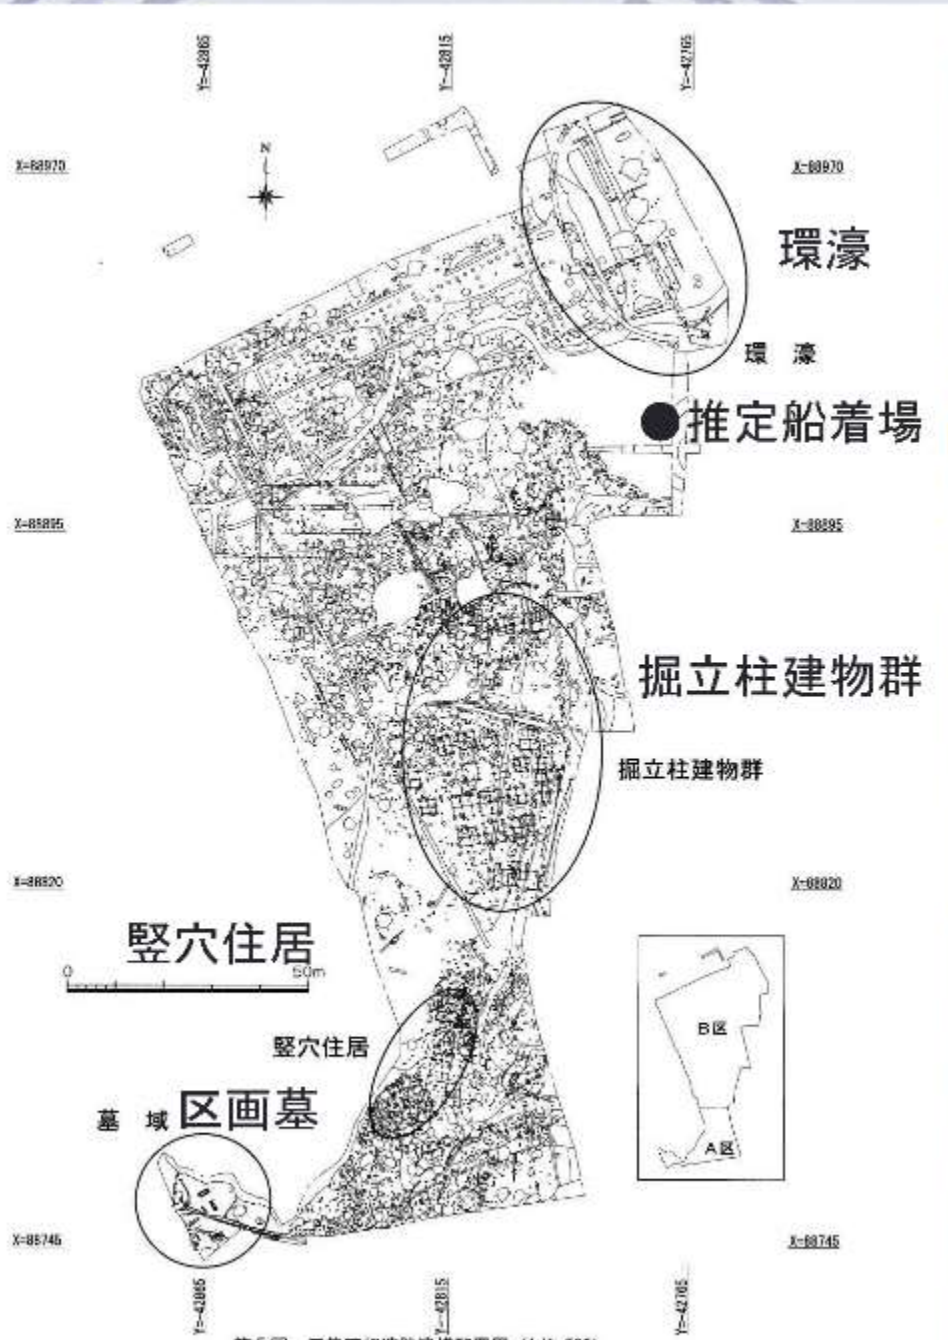 Y=-42865
Y=-42815
Y=-42765
N
X=88970
X=88970
環濠
環 濠
推定船着場
X=88895
X=88895
掘立柱建物群
掘立柱建物群
X=88820
X=88820
竪穴住居
0
50m
竪穴住居
墓 域
区画墓
B区
A区
X=88745
X=88745
Y=-42865
Y=-42815
Y=-42765